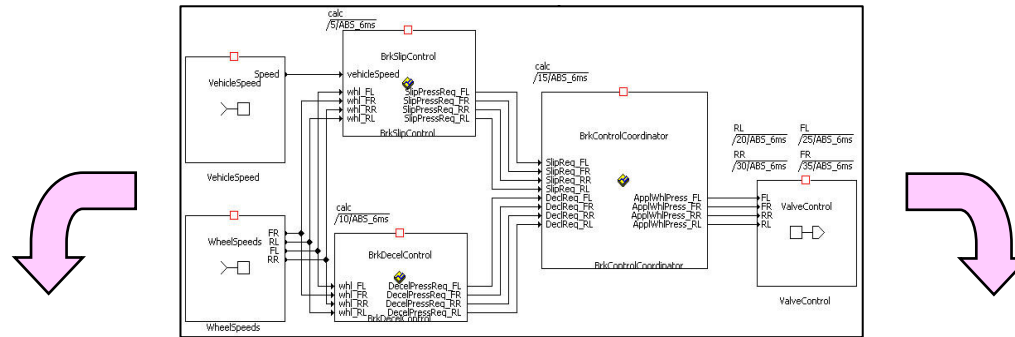 calc
/5/ABS_6ms
BrkSlipControl
vehicleSpeed
whl_FL
whl_FR
whl_RR
whl_RL
SlipPressReq_FL
SlipPressReq_FR
SlipPressReq_RR
SlipPressReq_RL
BrkSlipControl
Speed
VehicleSpeed
VehicleSpeed
calc
/15/ABS_6ms
BrkControlCoordinator
SlipReq_FL
SlipReq_FR
SlipReq_RR
SlipReq_RL
DeclReq_FL
DeclReq_FR
DeclReq_RR
DeclReq_RL
ApplWhlPress_FL
ApplWhlPress_FR
ApplWhlPress_RR
ApplWhlPress_RL
BrkControlCoordinator
RL FL
/20/ABS_6ms /25/ABS_6ms
RR FR
/30/ABS_6ms /35/ABS_6ms
FL
FR
RR
RL
ValveControl
ValveControl
WheelSpeeds
FR
RL
FL
RR
WheelSpeeds
calc
/10/ABS_6ms
BrkDecelControl
whl_FL
whl_FR
whl_RR
whl_RL
DecelPressReq_FL
DecelPressReq_FR
DecelPressReq_RR
DecelPressReq_RL
BrkDecelControl